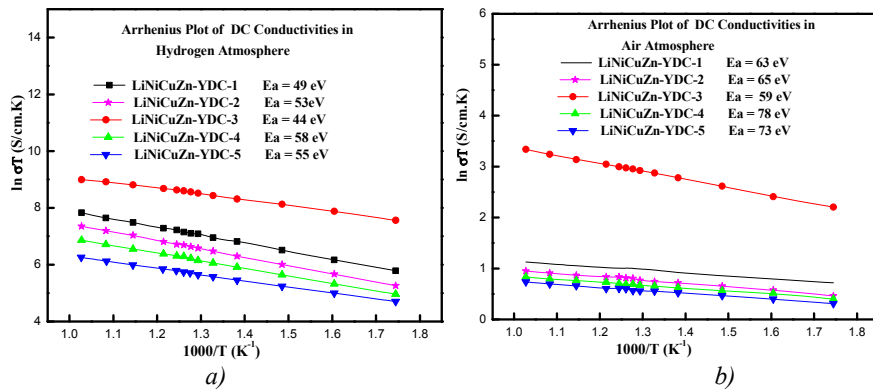 Arrhenius Plot of DC Conductivities in
Hydrogen Atmosphere
LiNiCuZn-YDC-1 Ea = 49 eV
LiNiCuZn-YDC-2 Ea = 53eV
LiNiCuZn-YDC-3 Ea = 44 eV
LiNiCuZn-YDC-4 Ea = 58 eV
LiNiCuZn-YDC-5 Ea = 55 eV
ln σT (S/cm.K)
14
12
10
8
6
4
1.0 1.1 1.2 1.3 1.4 1.5 1.6 1.7 1.8
1000/T (K⁻¹)
a)
Arrhenius Plot of DC Conductivities in
Air Atmosphere
LiNiCuZn-YDC-1 Ea = 63 eV
LiNiCuZn-YDC-2 Ea = 65 eV
LiNiCuZn-YDC-3 Ea = 59 eV
LiNiCuZn-YDC-4 Ea = 78 eV
LiNiCuZn-YDC-5 Ea = 73 eV
ln σT (S/cm.K)
6
5
4
3
2
1
0
1.0 1.1 1.2 1.3 1.4 1.5 1.6 1.7 1.8
1000/T (K⁻¹)
b)